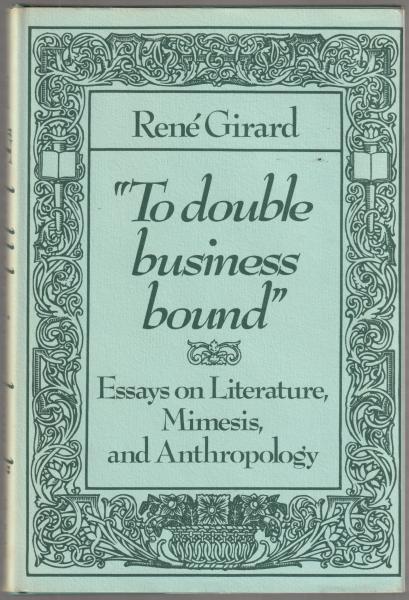 René Girard
"To double
business
bound"
Essays on Literature,
Mimesis,
and Anthropology